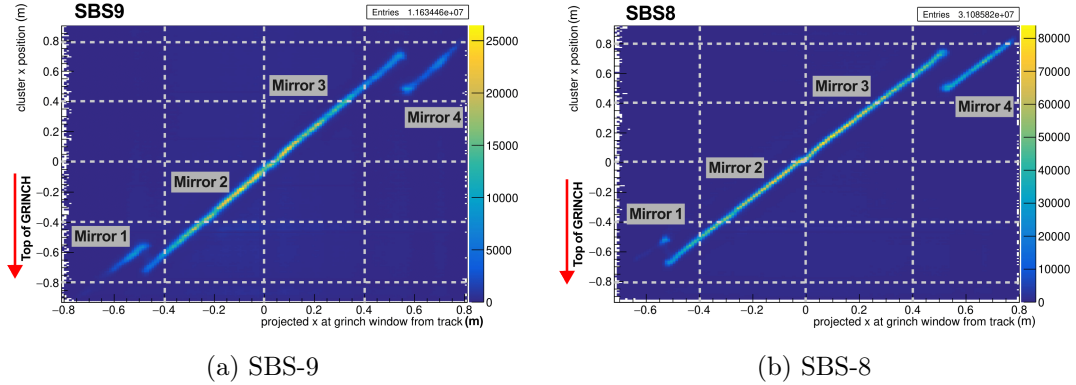 SBS9
Entries 1.163446e+07
cluster x position (m)
0.8
0.6
0.4
0.2
0
−0.2
−0.4
−0.6
−0.8
Mirror 3
Mirror 4
Mirror 2
Mirror 1
Top of GRINCH
25000
20000
15000
10000
5000
0
−0.8 −0.6 −0.4 −0.2 0 0.2 0.4 0.6 0.8
projected x at grinch window from track (m)
(a) SBS-9
SBS8
Entries 3.108582e+07
cluster x position (m)
0.8
0.6
0.4
0.2
0
−0.2
−0.4
−0.6
−0.8
Mirror 3
Mirror 4
Mirror 2
Mirror 1
Top of GRINCH
80000
70000
60000
50000
40000
30000
20000
10000
0
−0.8 −0.6 −0.4 −0.2 0 0.2 0.4 0.6 0.8
projected x at grinch window from track (m)
(b) SBS-8